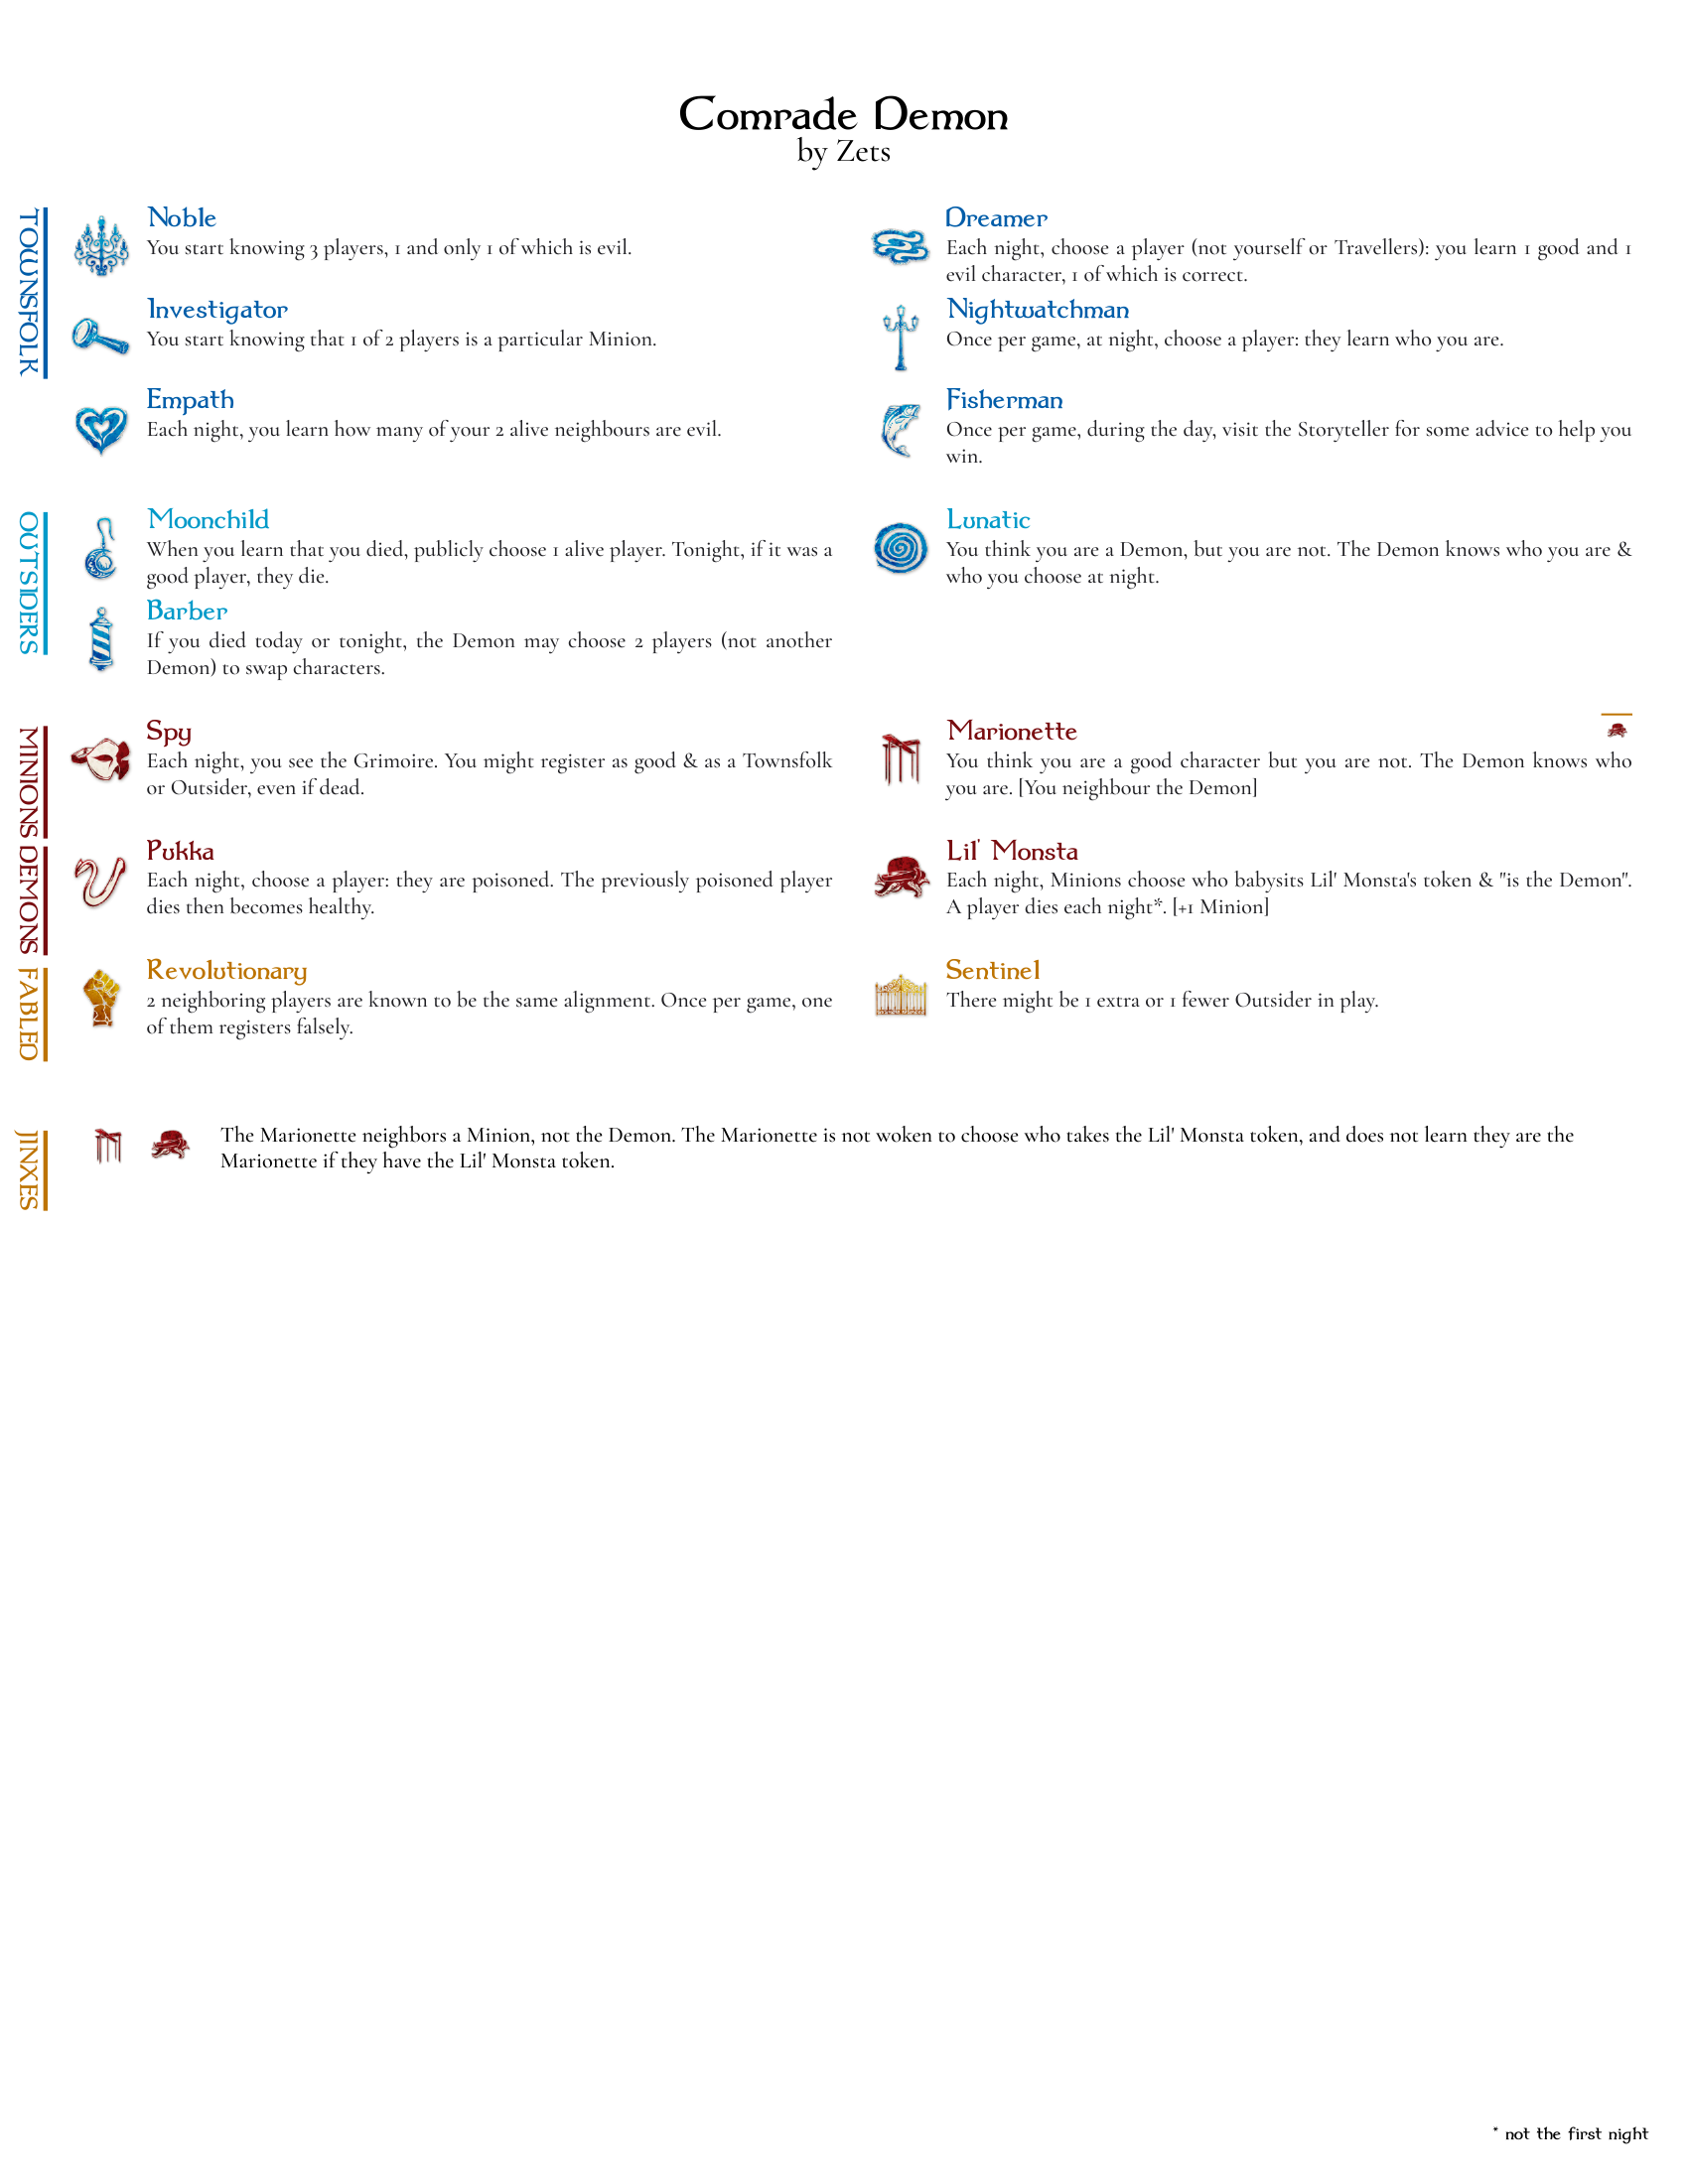 Comrade Demon
by Zets
TOWNSFOLK
Noble
You start knowing 3 players, 1 and only 1 of which is evil.
Dreamer
Each night, choose a player (not yourself or Travellers): you learn 1 good and 1
evil character, 1 of which is correct.
Investigator
You start knowing that 1 of 2 players is a particular Minion.
Nightwatchman
Once per game, at night, choose a player: they learn who you are.
Empath
Each night, you learn how many of your 2 alive neighbours are evil.
Fisherman
Once per game, during the day, visit the Storyteller for some advice to help you
win.
OUTSIDERS
Moonchild
When you learn that you died, publicly choose 1 alive player. Tonight, if it was a
good player, they die.
Lunatic
You think you are a Demon, but you are not. The Demon knows who you are &
who you choose at night.
Barber
If you died today or tonight, the Demon may choose 2 players (not another
Demon) to swap characters.
MINIONS
Spy
Each night, you see the Grimoire. You might register as good & as a Townsfolk
or Outsider, even if dead.
Marionette
You think you are a good character but you are not. The Demon knows who
you are. [You neighbour the Demon]
DEMONS
Pukka
Each night, choose a player: they are poisoned. The previously poisoned player
dies then becomes healthy.
Lil' Monsta
Each night, Minions choose who babysits Lil' Monsta's token & "is the Demon".
A player dies each night*. [+1 Minion]
FABLED
Revolutionary
2 neighboring players are known to be the same alignment. Once per game, one
of them registers falsely.
Sentinel
There might be 1 extra or 1 fewer Outsider in play.
JINXES
The Marionette neighbors a Minion, not the Demon. The Marionette is not woken to choose who takes the Lil' Monsta token, and does not learn they are the
Marionette if they have the Lil' Monsta token.
* not the first night